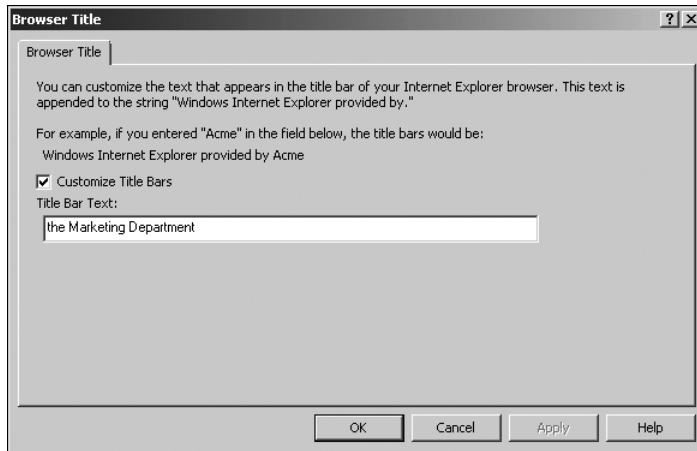 Browser Title
Browser Title
You can customize the text that appears in the title bar of your Internet Explorer browser. This text is
appended to the string "Windows Internet Explorer provided by."
For example, if you entered "Acme" in the field below, the title bars would be:
Windows Internet Explorer provided by Acme
Customize Title Bars
Title Bar Text:
the Marketing Department
OK Cancel Apply Help